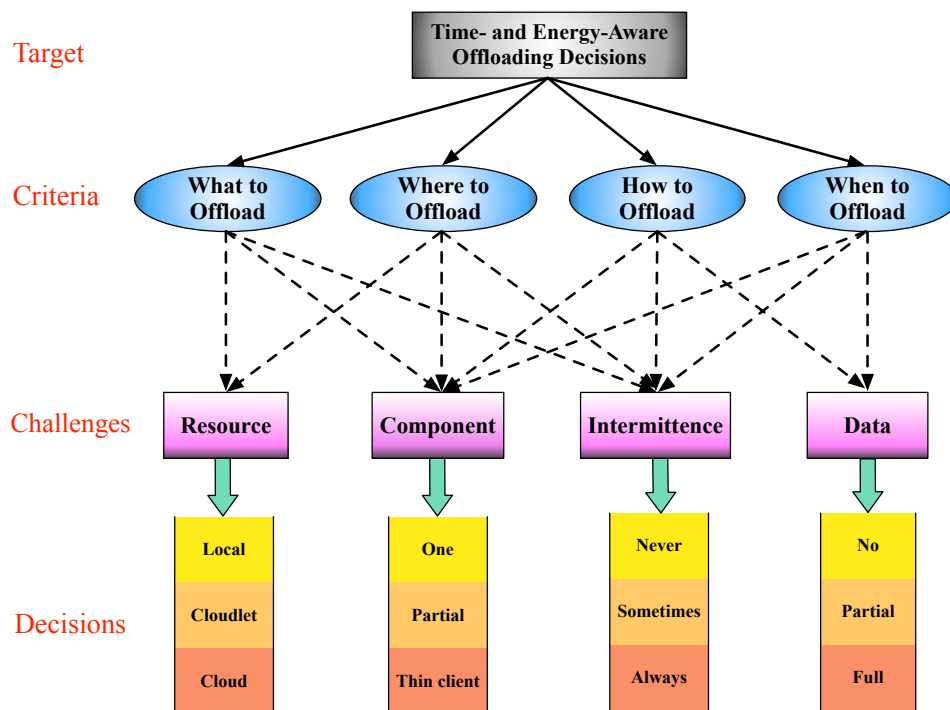 Target
Time- and Energy-Aware
Offloading Decisions
Criteria
What to
Offload
Where to
Offload
How to
Offload
When to
Offload
Challenges
Resource
Component
Intermittence
Data
Decisions
Local
One
Never
No
Cloudlet
Partial
Sometimes
Partial
Cloud
Thin client
Always
Full